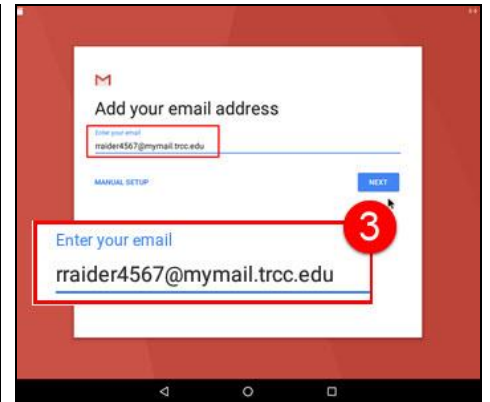 Add your email address
Enter your email
rraider4567@mymail.trcc.edu
MANUAL SETUP
NEXT
3
Enter your email
rraider4567@mymail.trcc.edu